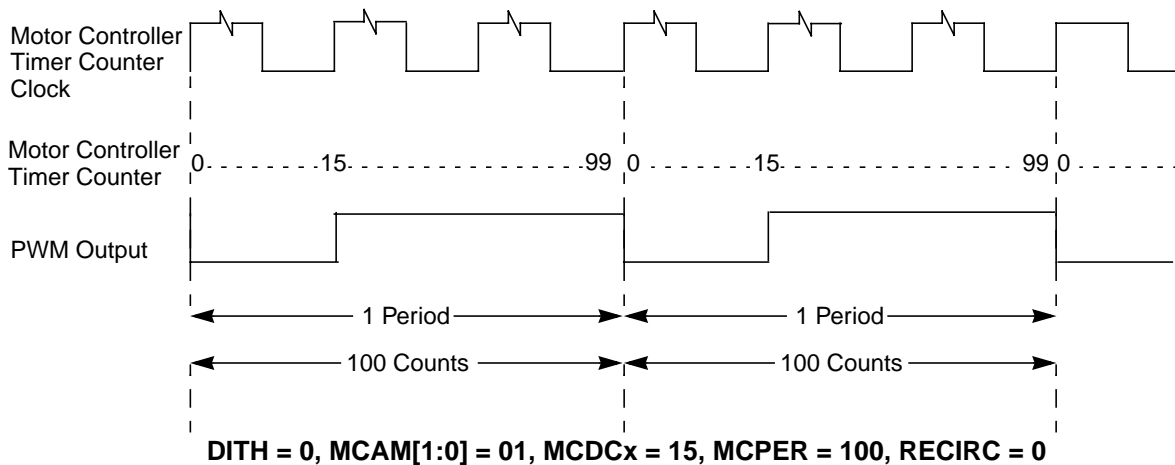 Motor Controller
Timer Counter
Clock
Motor Controller
Timer Counter
0 15 99 0 15 99 0
PWM Output
1 Period 1 Period
100 Counts 100 Counts
DITH = 0, MCAM[1:0] = 01, MCDCx = 15, MCPER = 100, RECIRC = 0